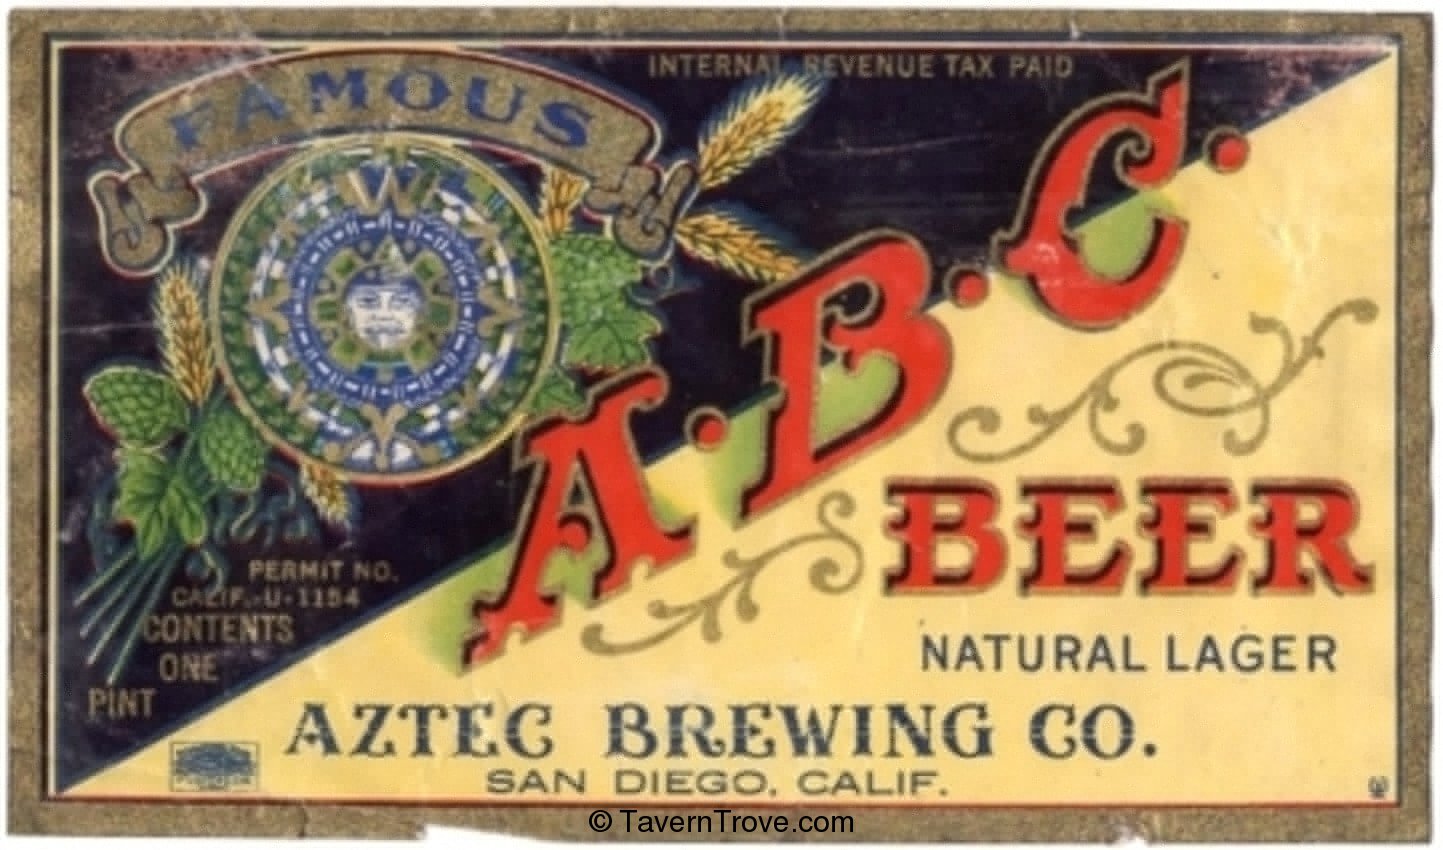 INTERNAL REVENUE TAX PAID
FAMOUS
W
A.B.C.
BEER
NATURAL LAGER
PERMIT NO.
CALIF.-U-1154
CONTENTS
ONE
PINT
AZTEC BREWING CO.
SAN DIEGO, CALIF.
© TavernTrove.com